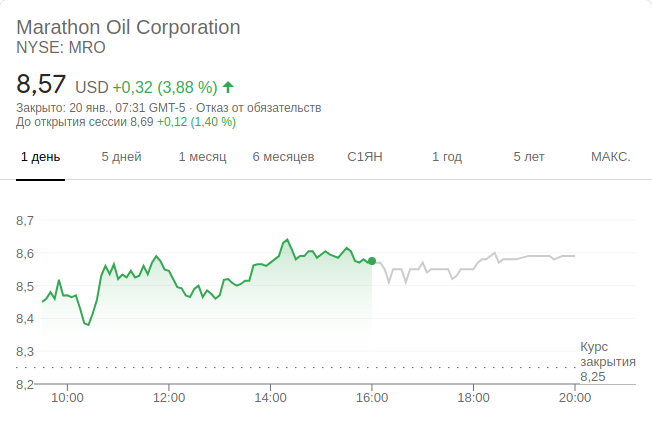 Marathon Oil Corporation
NYSE: MRO
8,57 USD +0,32 (3,88 %)
Закрыто: 20 янв., 07:31 GMT-5 · Отказ от обязательств
До открытия сессии 8,69 +0,12 (1,40 %)
1 день 5 дней 1 месяц 6 месяцев С1ЯН 1 год 5 лет МАКС.
8,7
8,6
8,5
8,4
8,3
Курс
закрытия
8,25
8,2
10:00 12:00 14:00 16:00 18:00 20:00